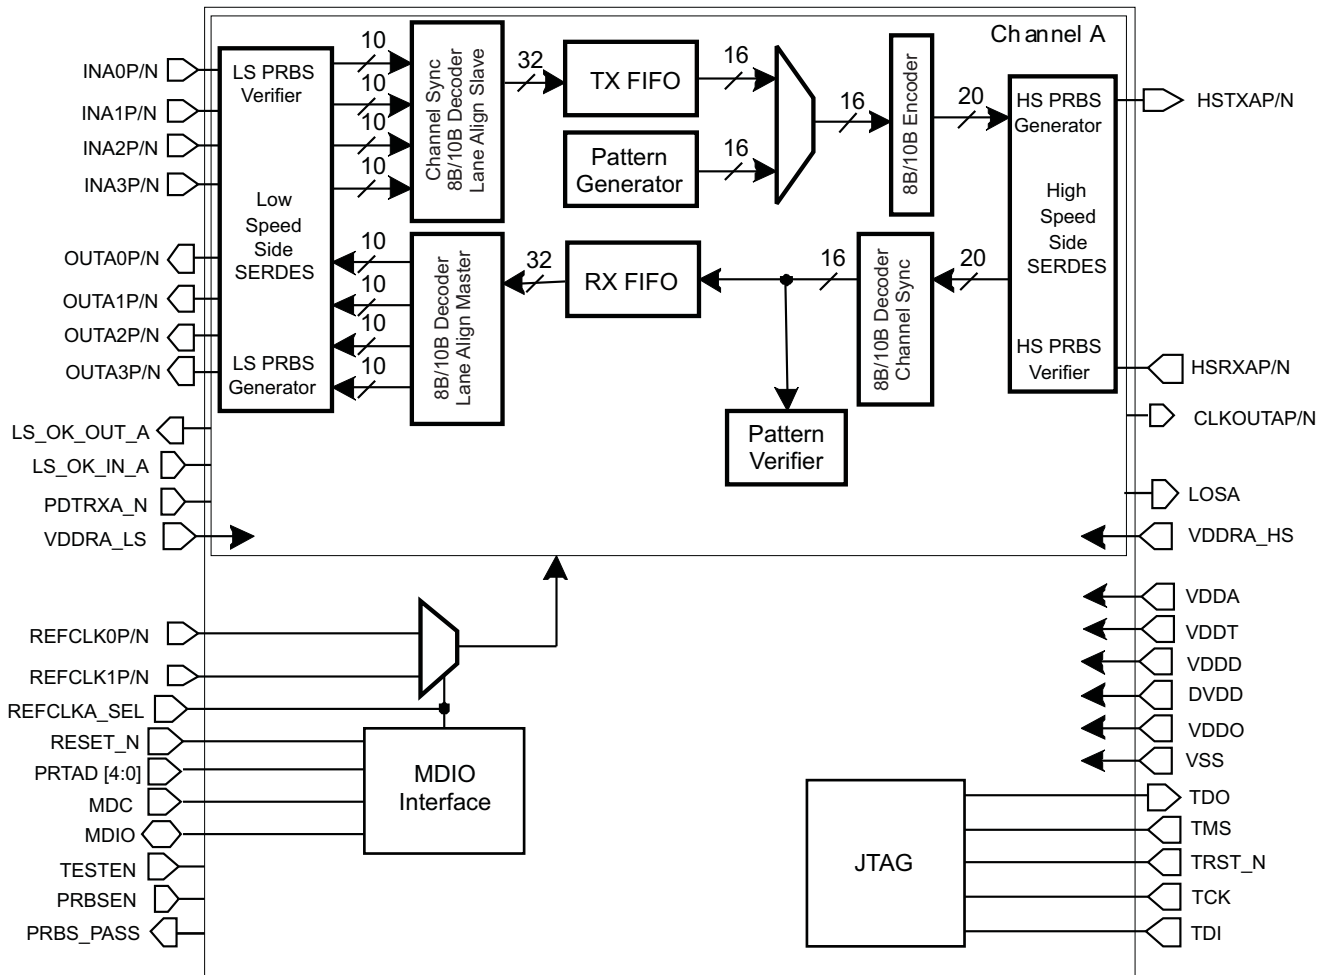 Channel A
INA0P/N
INA1P/N
INA2P/N
INA3P/N
OUTA0P/N
OUTA1P/N
OUTA2P/N
OUTA3P/N
LS_OK_OUT_A
LS_OK_IN_A
PDTRXA_N
VDDRA_LS
REFCLK0P/N
REFCLK1P/N
REFCLKA_SEL
RESET_N
PRTAD [4:0]
MDC
MDIO
TESTEN
PRBSEN
PRBS_PASS
LS PRBS
Verifier
Low
Speed
Side
SERDES
LS PRBS
Generator
10
10
10
10
10
10
10
10
Channel Sync
8B/10B Decoder
Lane Align Slave
8B/10B Decoder
Lane Align Master
32
32
TX FIFO
Pattern
Generator
RX FIFO
16
16
16
16
Pattern
Verifier
8B/10B Encoder
8B/10B Decoder
Channel Sync
20
20
HS PRBS
Generator
High
Speed
Side
SERDES
HS PRBS
Verifier
HSTXAP/N
HSRXAP/N
CLKOUTAP/N
LOSA
VDDRA_HS
VDDA
VDDT
VDDD
DVDD
VDDO
VSS
TDO
TMS
TRST_N
TCK
TDI
MDIO
Interface
JTAG